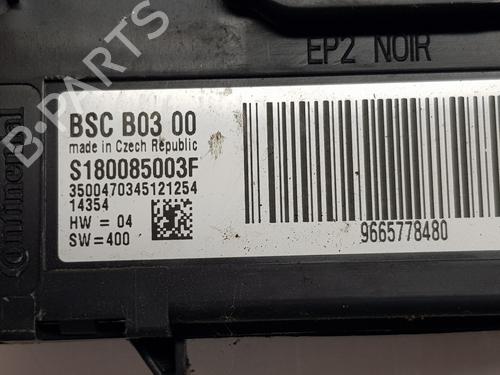 EP2 NOIR
BSC B03 00
made in Czech Republic
S180085003F
3500470345121254
14354
HW = 04
SW=400
9665778480
Continental
B-PARTS